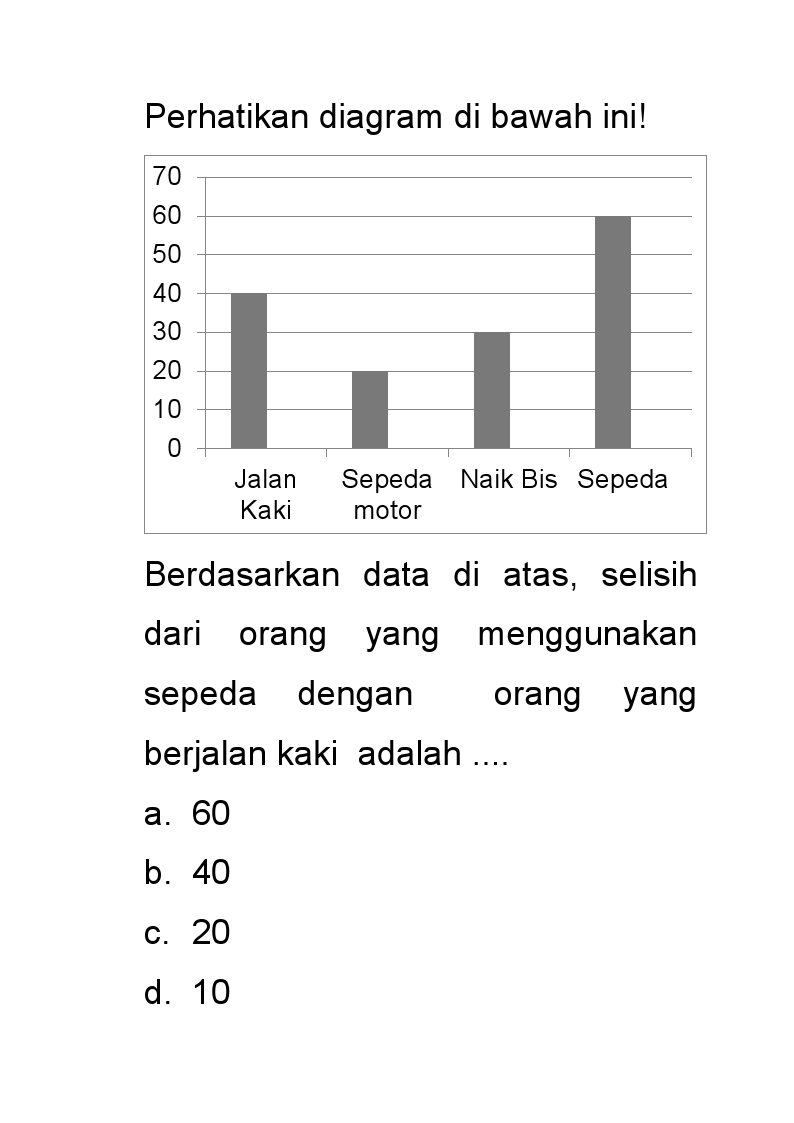 Perhatikan diagram di bawah ini!
70
60
50
40
30
20
10
0
Jalan Kaki
Sepeda motor
Naik Bis
Sepeda
Berdasarkan data di atas, selisih
dari orang yang menggunakan
sepeda dengan orang yang
berjalan kaki adalah ....
a. 60
b. 40
c. 20
d. 10